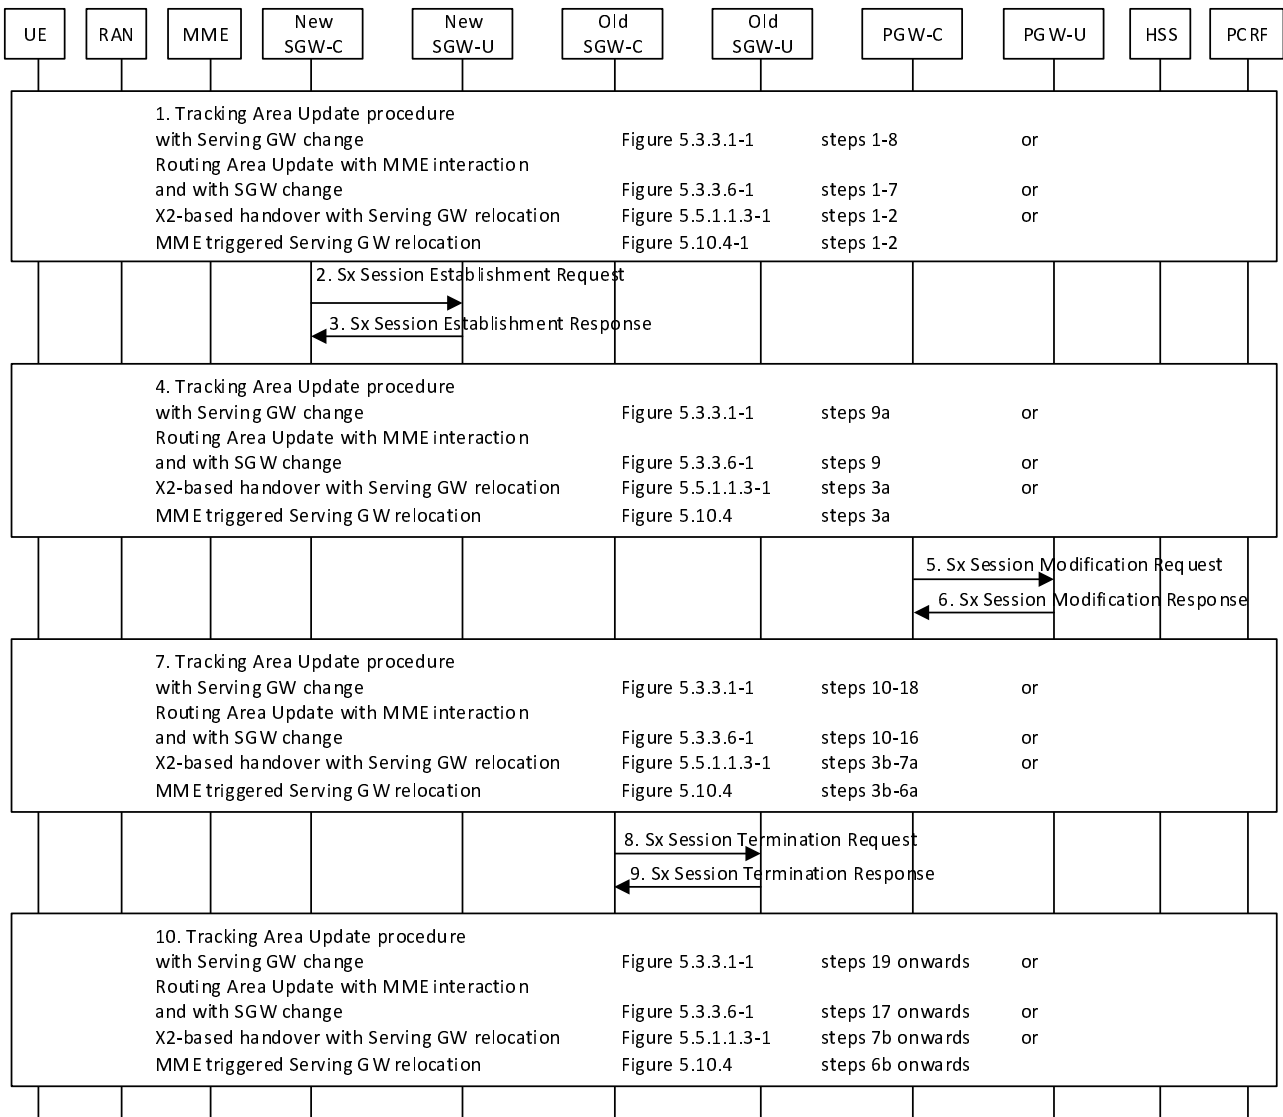 UE
RAN
MME
New
SGW-C
New
SGW-U
Old
SGW-C
Old
SGW-U
PGW-C
PGW-U
HSS
PCRF
1. Tracking Area Update procedure
with Serving GW change Figure 5.3.3.1-1 steps 1-8 or
Routing Area Update with MME interaction
and with SGW change Figure 5.3.3.6-1 steps 1-7 or
X2-based handover with Serving GW relocation Figure 5.5.1.1.3-1 steps 1-2 or
MME triggered Serving GW relocation Figure 5.10.4-1 steps 1-2
2. Sx Session Establishment Request
3. Sx Session Establishment Response
4. Tracking Area Update procedure
with Serving GW change Figure 5.3.3.1-1 steps 9a or
Routing Area Update with MME interaction
and with SGW change Figure 5.3.3.6-1 steps 9 or
X2-based handover with Serving GW relocation Figure 5.5.1.1.3-1 steps 3a or
MME triggered Serving GW relocation Figure 5.10.4 steps 3a
5. Sx Session Modification Request
6. Sx Session Modification Response
7. Tracking Area Update procedure
with Serving GW change Figure 5.3.3.1-1 steps 10-18 or
Routing Area Update with MME interaction
and with SGW change Figure 5.3.3.6-1 steps 10-16 or
X2-based handover with Serving GW relocation Figure 5.5.1.1.3-1 steps 3b-7a or
MME triggered Serving GW relocation Figure 5.10.4 steps 3b-6a
8. Sx Session Termination Request
9. Sx Session Termination Response
10. Tracking Area Update procedure
with Serving GW change Figure 5.3.3.1-1 steps 19 onwards or
Routing Area Update with MME interaction
and with SGW change Figure 5.3.3.6-1 steps 17 onwards or
X2-based handover with Serving GW relocation Figure 5.5.1.1.3-1 steps 7b onwards or
MME triggered Serving GW relocation Figure 5.10.4 steps 6b onwards